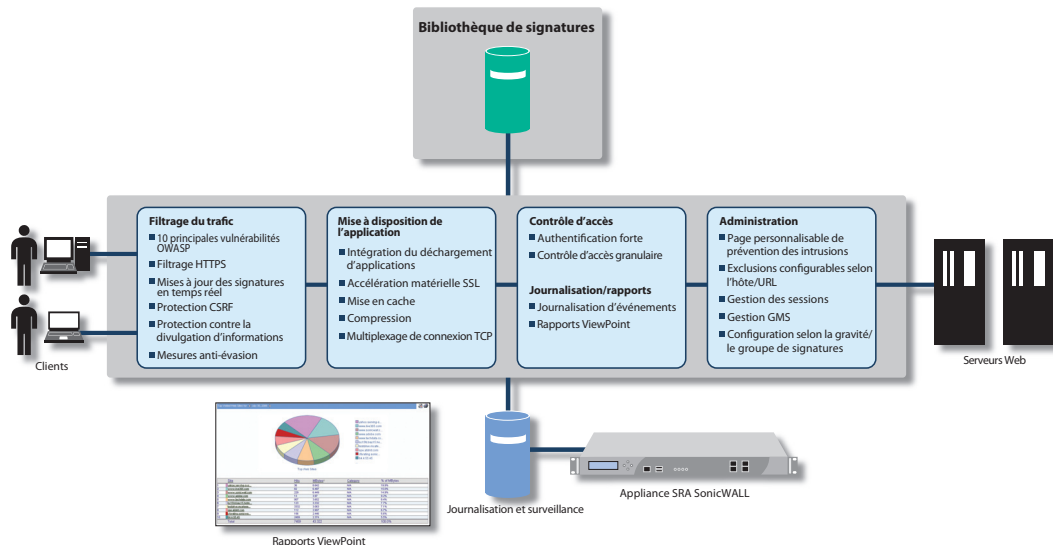 Bibliothèque de signatures
Filtrage du trafic
10 principales vulnérabilités
OWASP
Filtrage HTTPS
Mises à jour des signatures
en temps réel
Protection CSRF
Protection contre la
divulgation d'informations
Mesures anti-évasion
Mise à disposition de
l'application
Intégration du déchargement
d'applications
Accélération matérielle SSL
Mise en cache
Compression
Multiplexage de connexion TCP
Contrôle d'accès
Authentification forte
Contrôle d'accès granulaire
Journalisation/rapports
Journalisation d'événements
Rapports ViewPoint
Administration
Page personnalisable de
prévention des intrusions
Exclusions configurables selon
l'hôte/URL
Gestion des sessions
Gestion GMS
Configuration selon la gravité/
le groupe de signatures
Clients
Serveurs Web
Journalisation et surveillance
Appliance SRA SonicWALL
Rapports ViewPoint